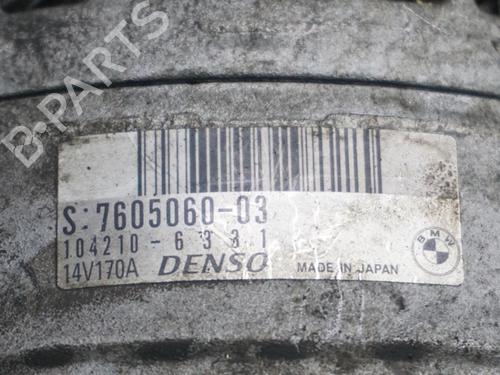 B-PARTS
S:7605060-03
104210-6331
14V170A DENSO MADE IN JAPAN
BMW